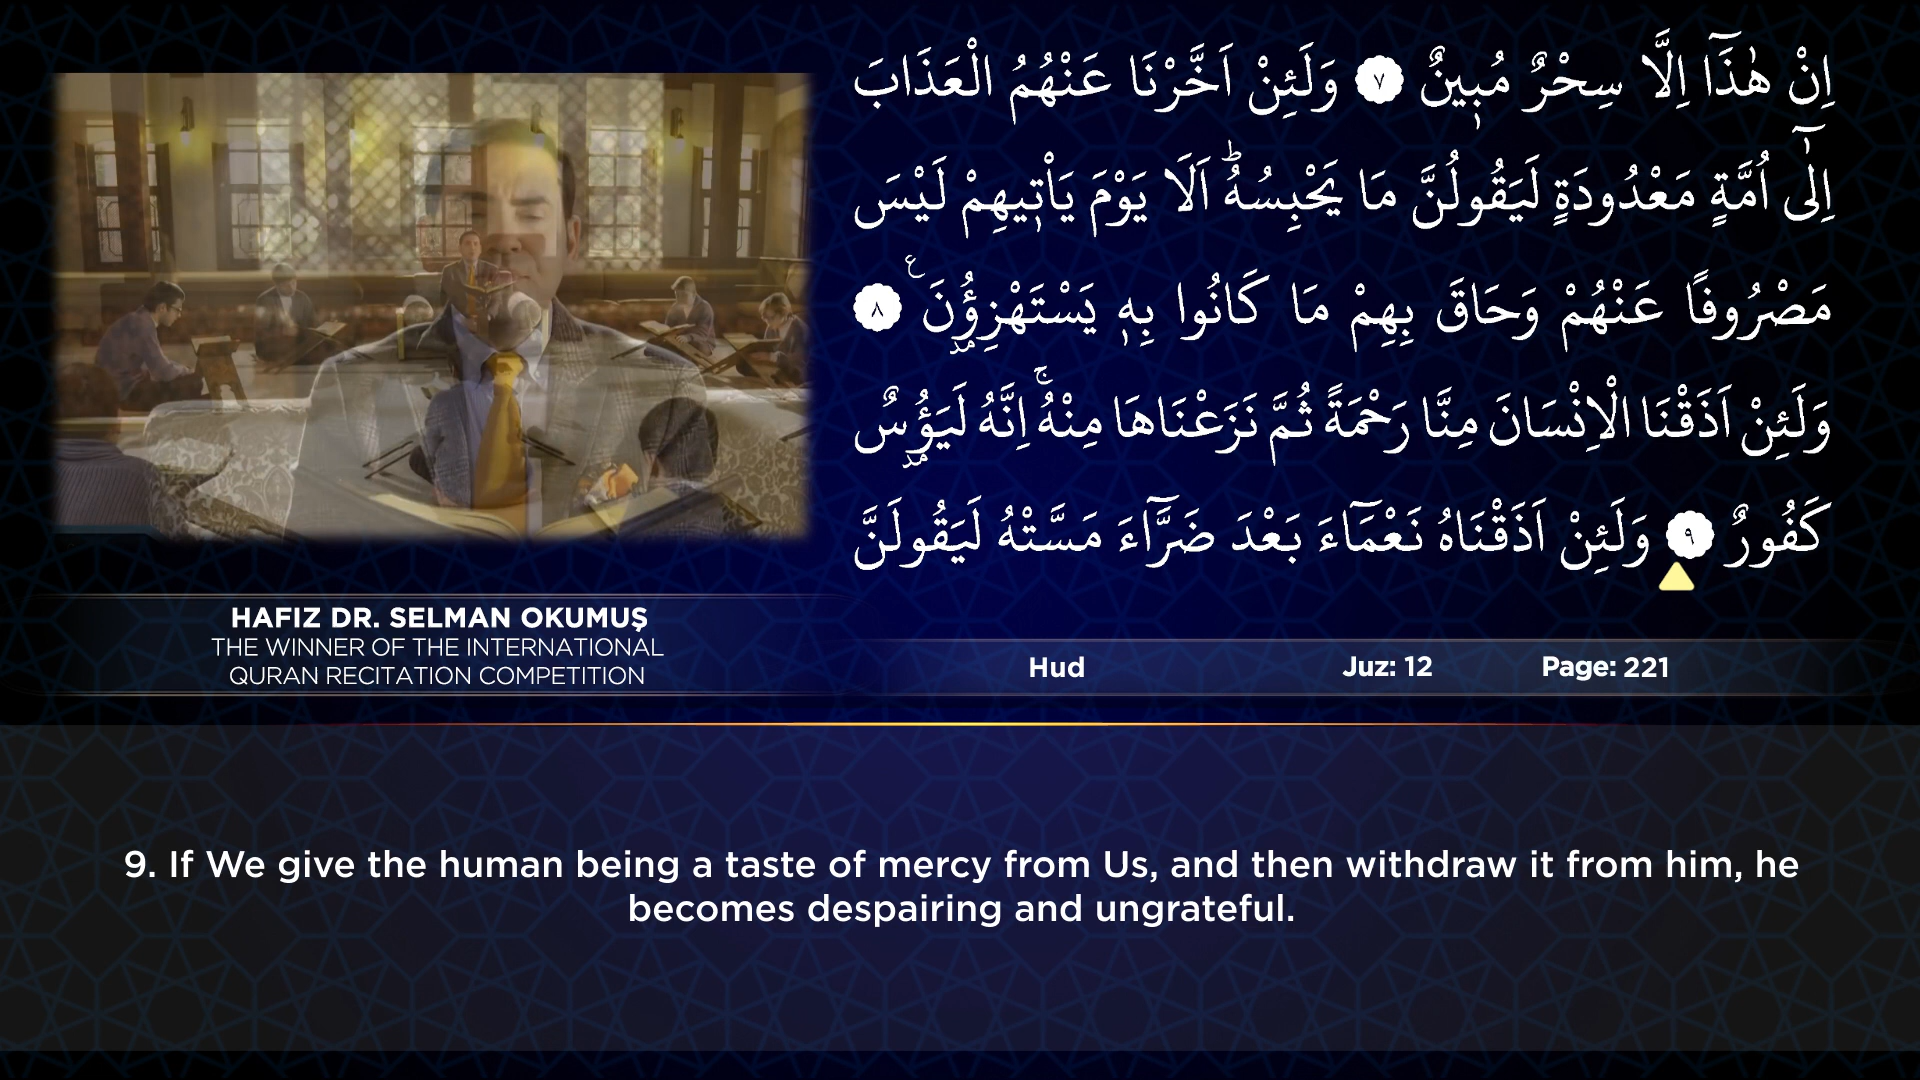 اِنْ هٰذَٓا اِلَّا سِحْرٌ مُب۪ينٌ ٧ وَلَئِنْ اَخَّرْنَا عَنْهُمُ الْعَذَابَ
اِلٰٓى اُمَّةٍ مَعْدُودَةٍ لَيَقُولُنَّ مَا يَحْبِسُهُۜ اَلَا يَوْمَ يَأْت۪يهِمْ لَيْسَ
مَصْرُوفًا عَنْهُمْ وَحَاقَ بِهِمْ مَا كَانُوا بِه۪ يَسْتَهْزِؤُ۫نَ ع ٨
وَلَئِنْ اَذَقْنَا الْاِنْسَانَ مِنَّا رَحْمَةً ثُمَّ نَزَعْنَاهَا مِنْهُۚ اِنَّهُ لَيَؤُ۫سٌ
كَفُورٌ ٩ وَلَئِنْ اَذَقْنَاهُ نَعْمَٓاءَ بَعْدَ ضَرَّٓاءَ مَسَّتْهُ لَيَقُولَنَّ
HAFIZ DR. SELMAN OKUMUŞ
THE WINNER OF THE INTERNATIONAL
QURAN RECITATION COMPETITION
Hud Juz: 12 Page: 221
9. If We give the human being a taste of mercy from Us, and then withdraw it from him, he
becomes despairing and ungrateful.